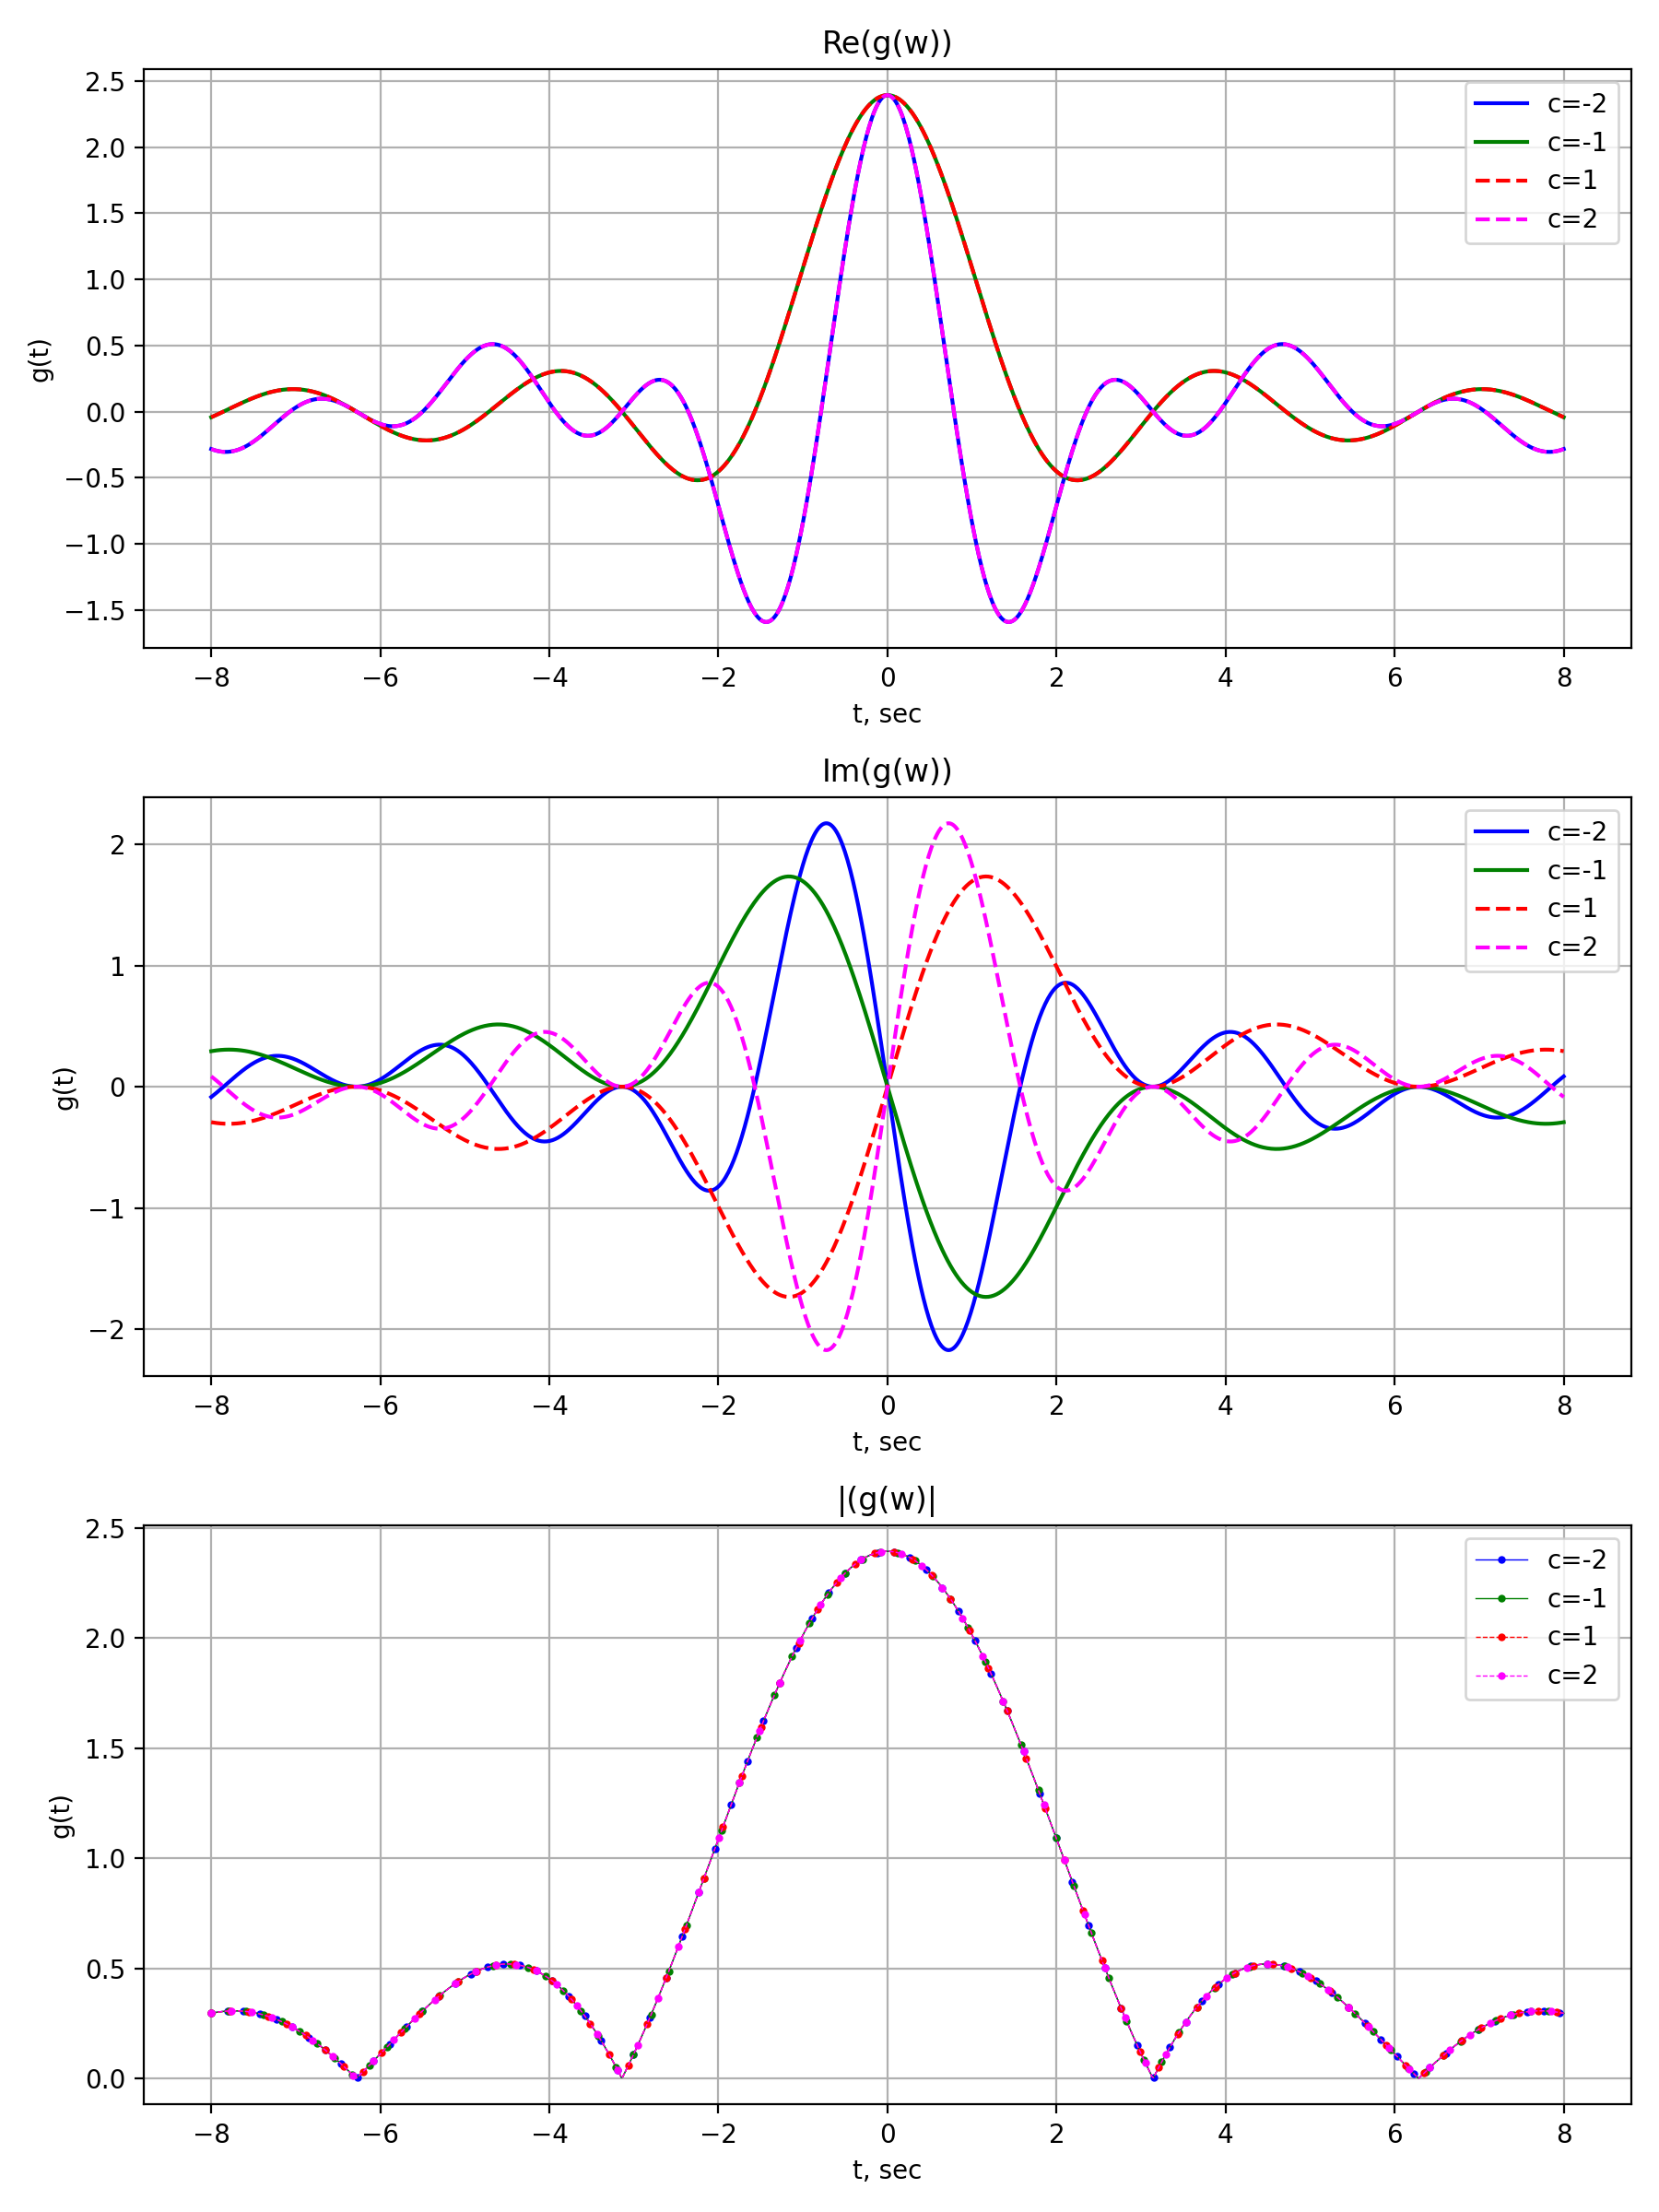 Re(g(w))
2.5
2.0
1.5
1.0
0.5
0.0
−0.5
−1.0
−1.5
g(t)
c=-2
c=-1
c=1
c=2
−8 −6 −4 −2 0 2 4 6 8
t, sec
Im(g(w))
2
1
0
−1
−2
g(t)
c=-2
c=-1
c=1
c=2
−8 −6 −4 −2 0 2 4 6 8
t, sec
|(g(w)|
2.5
2.0
1.5
1.0
0.5
0.0
g(t)
c=-2
c=-1
c=1
c=2
−8 −6 −4 −2 0 2 4 6 8
t, sec